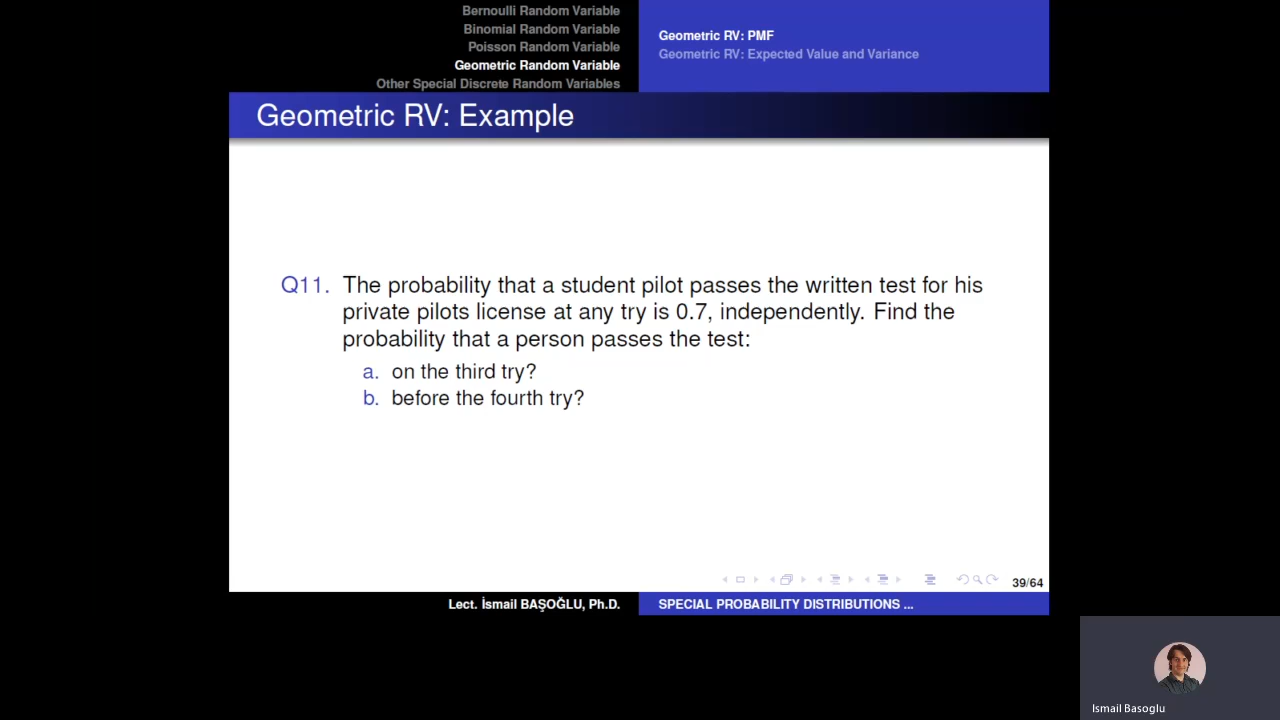 Bernoulli Random Variable
Binomial Random Variable
Poisson Random Variable
Geometric Random Variable
Other Special Discrete Random Variables
Geometric RV: PMF
Geometric RV: Expected Value and Variance
Geometric RV: Example
Q11. The probability that a student pilot passes the written test for his
private pilots license at any try is 0.7, independently. Find the
probability that a person passes the test:
a. on the third try?
b. before the fourth try?
39/64
Lect. İsmail BAŞOĞLU, Ph.D.
SPECIAL PROBABILITY DISTRIBUTIONS ...
Ismail Basoglu